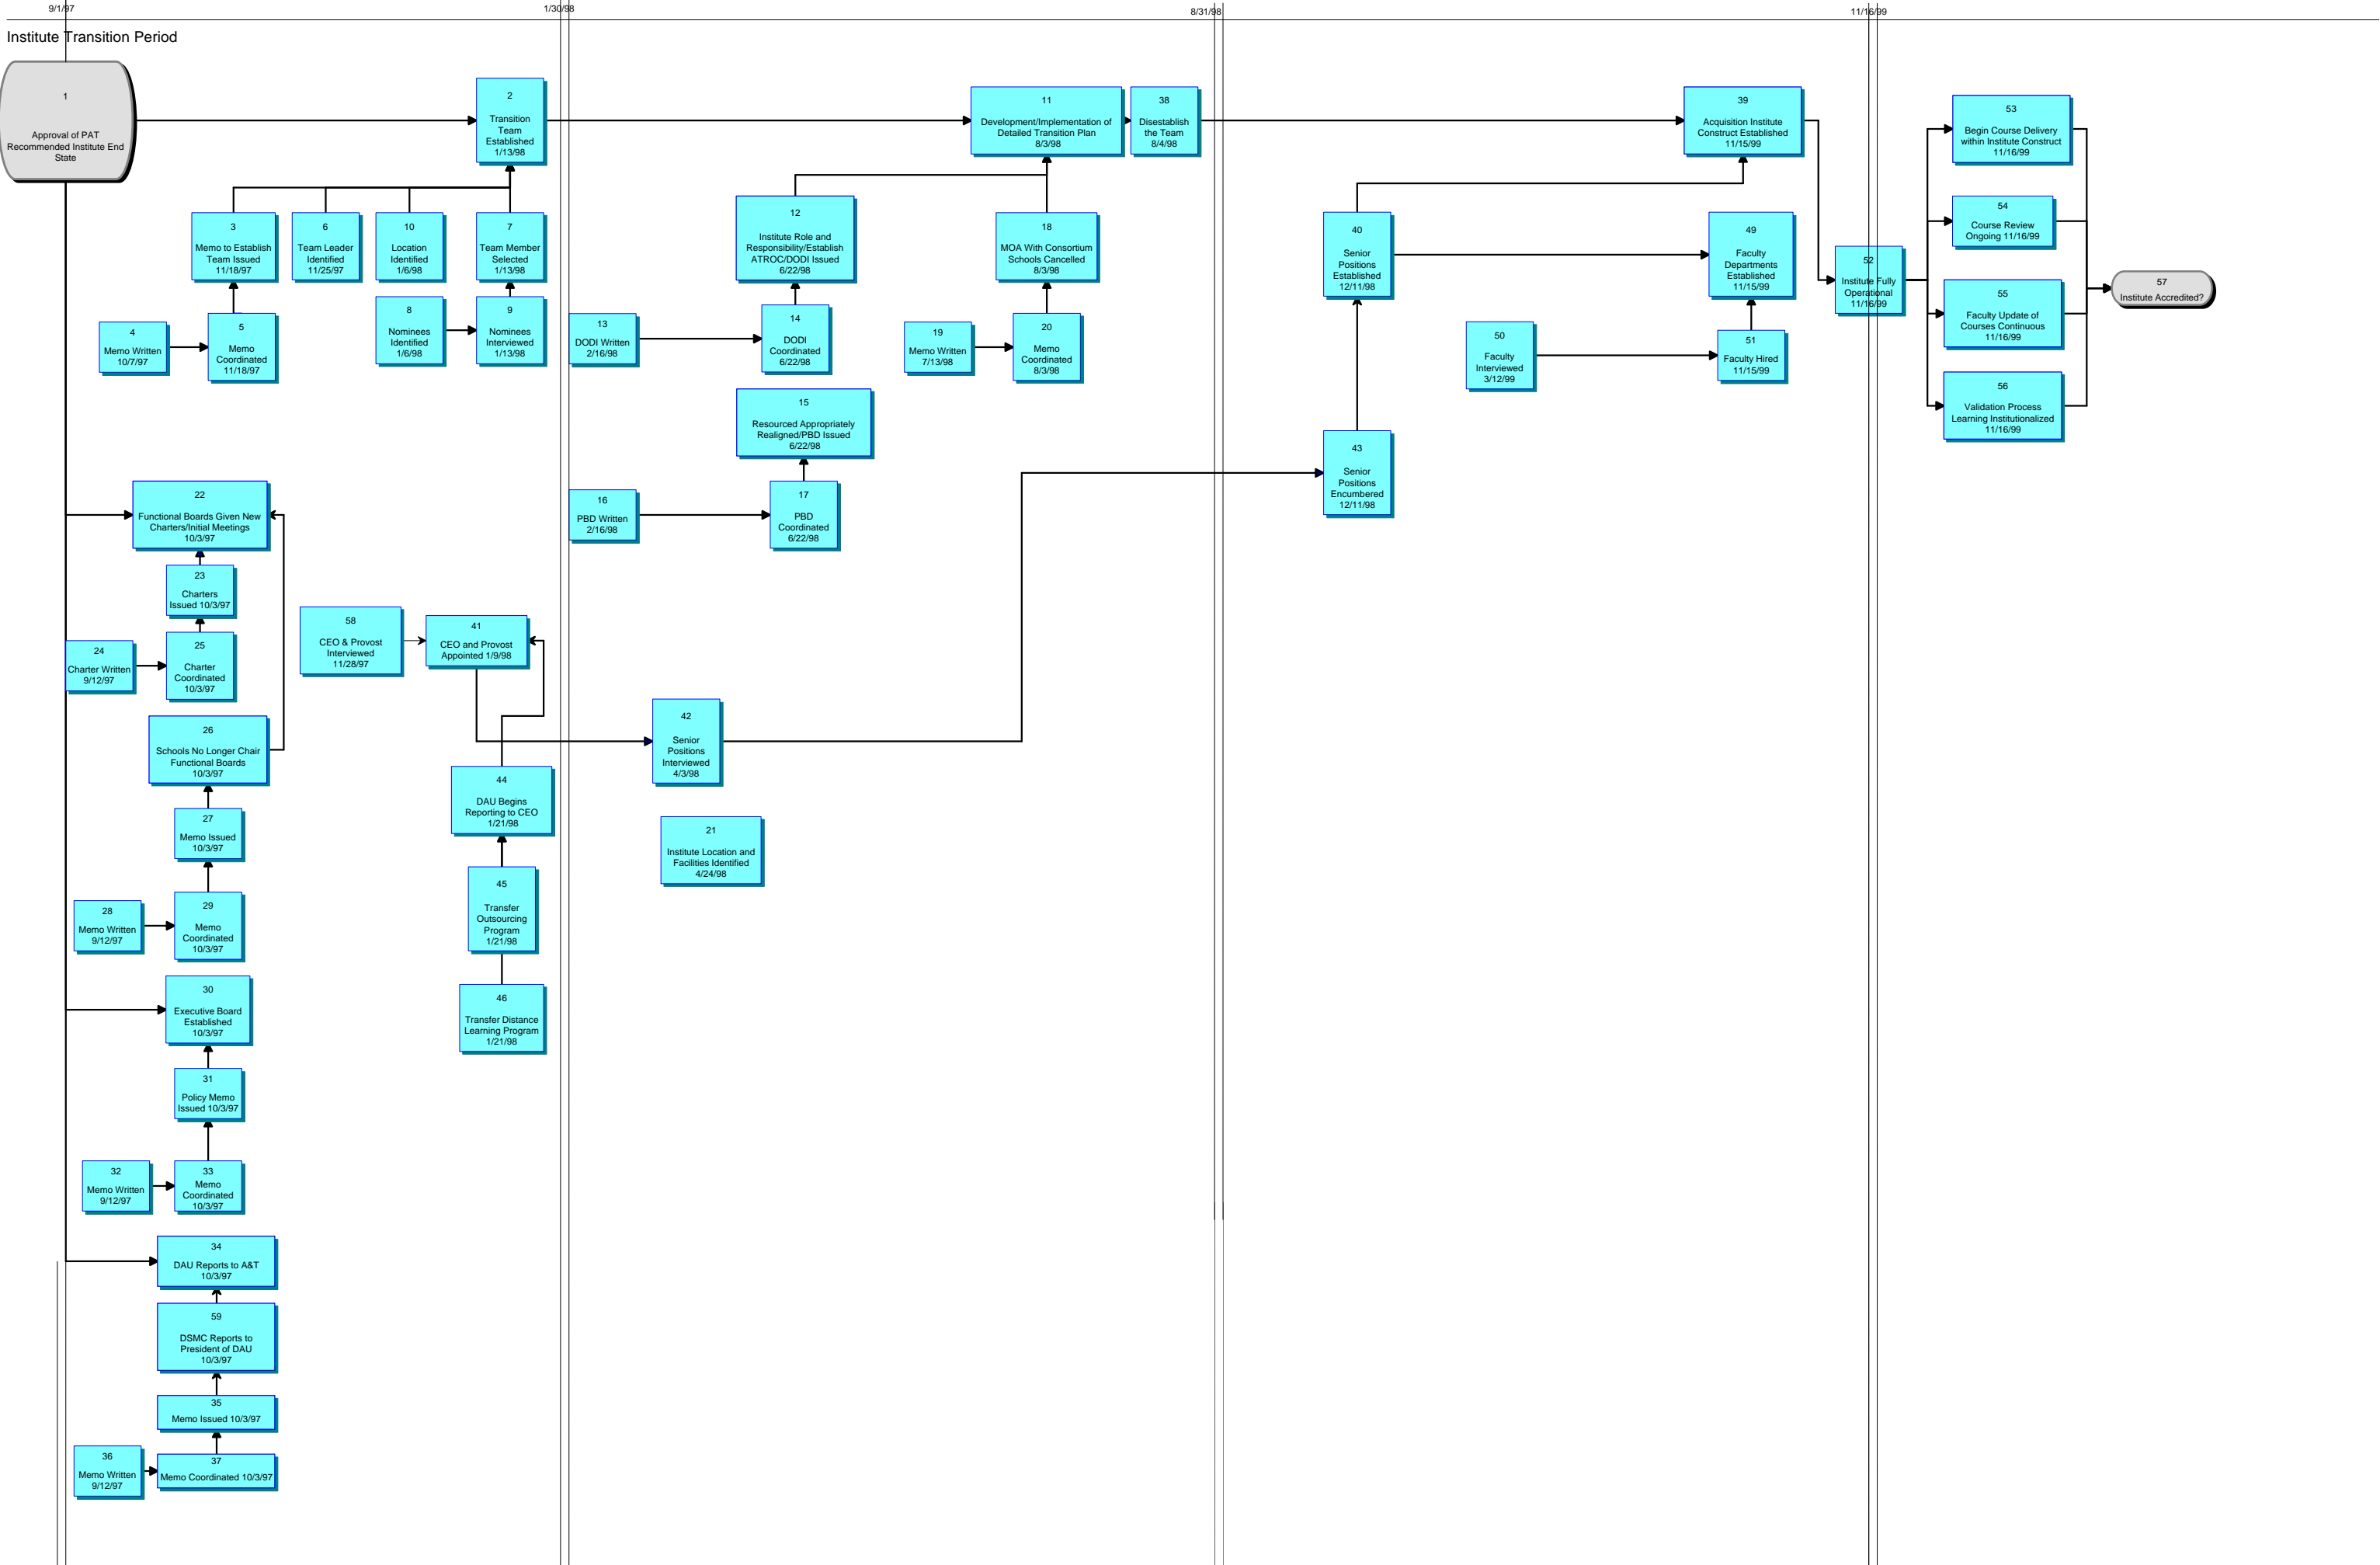 9/1/97
1/30/98
8/31/98
11/16/99
Institute Transition Period
1
Approval of PAT
Recommended Institute End
State
2
Transition
Team
Established
1/13/98
11
Development/Implementation of
Detailed Transition Plan
8/3/98
38
Disestablish
the Team
8/4/98
39
Acquisition Institute
Construct Established
11/15/99
53
Begin Course Delivery
within Institute Construct
11/16/99
3
Memo to Establish
Team Issued
11/18/97
6
Team Leader
Identified
11/25/97
10
Location
Identified
1/6/98
7
Team Member
Selected
1/13/98
12
Institute Role and
Responsibility/Establish
ATROC/DODI Issued
6/22/98
18
MOA With Consortium
Schools Cancelled
8/3/98
40
Senior
Positions
Established
12/11/98
49
Faculty
Departments
Established
11/15/99
52
Institute Fully
Operational
11/16/99
54
Course Review
Ongoing 11/16/99
57
Institute Accredited?
4
Memo Written
10/7/97
5
Memo
Coordinated
11/18/97
8
Nominees
Identified
1/6/98
9
Nominees
Interviewed
1/13/98
13
DODI Written
2/16/98
14
DODI
Coordinated
6/22/98
19
Memo Written
7/13/98
20
Memo
Coordinated
8/3/98
50
Faculty
Interviewed
3/12/99
51
Faculty Hired
11/15/99
55
Faculty Update of
Courses Continuous
11/16/99
15
Resourced Appropriately
Realigned/PBD Issued
6/22/98
56
Validation Process
Learning Institutionalized
11/16/99
22
Functional Boards Given New
Charters/Initial Meetings
10/3/97
16
PBD Written
2/16/98
17
PBD
Coordinated
6/22/98
43
Senior
Positions
Encumbered
12/11/98
23
Charters
Issued 10/3/97
24
Charter Written
9/12/97
25
Charter
Coordinated
10/3/97
58
CEO & Provost
Interviewed
11/28/97
41
CEO and Provost
Appointed 1/9/98
26
Schools No Longer Chair
Functional Boards
10/3/97
42
Senior
Positions
Interviewed
4/3/98
27
Memo Issued
10/3/97
44
DAU Begins
Reporting to CEO
1/21/98
21
Institute Location and
Facilities Identified
4/24/98
28
Memo Written
9/12/97
29
Memo
Coordinated
10/3/97
45
Transfer
Outsourcing
Program
1/21/98
30
Executive Board
Established
10/3/97
46
Transfer Distance
Learning Program
1/21/98
31
Policy Memo
Issued 10/3/97
32
Memo Written
9/12/97
33
Memo
Coordinated
10/3/97
34
DAU Reports to A&T
10/3/97
59
DSMC Reports to
President of DAU
10/3/97
35
Memo Issued 10/3/97
36
Memo Written
9/12/97
37
Memo Coordinated 10/3/97